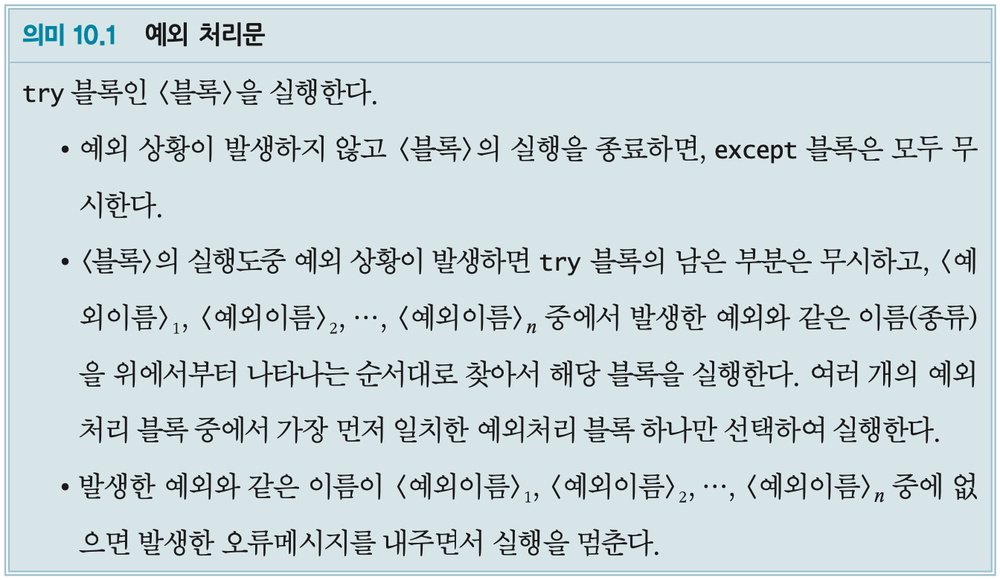 의미 10.1 예외 처리문
try 블록인 〈블록〉을 실행한다.
• 예외 상황이 발생하지 않고 〈블록〉의 실행을 종료하면, except 블록은 모두 무
시한다.
• 〈블록〉의 실행도중 예외 상황이 발생하면 try 블록의 남은 부분은 무시하고, 〈예
외이름〉₁, 〈예외이름〉₂, ⋯, 〈예외이름〉ₙ 중에서 발생한 예외와 같은 이름(종류)
을 위에서부터 나타나는 순서대로 찾아서 해당 블록을 실행한다. 여러 개의 예외
처리 블록 중에서 가장 먼저 일치한 예외처리 블록 하나만 선택하여 실행한다.
• 발생한 예외와 같은 이름이 〈예외이름〉₁, 〈예외이름〉₂, ⋯, 〈예외이름〉ₙ 중에 없
으면 발생한 오류메시지를 내주면서 실행을 멈춘다.